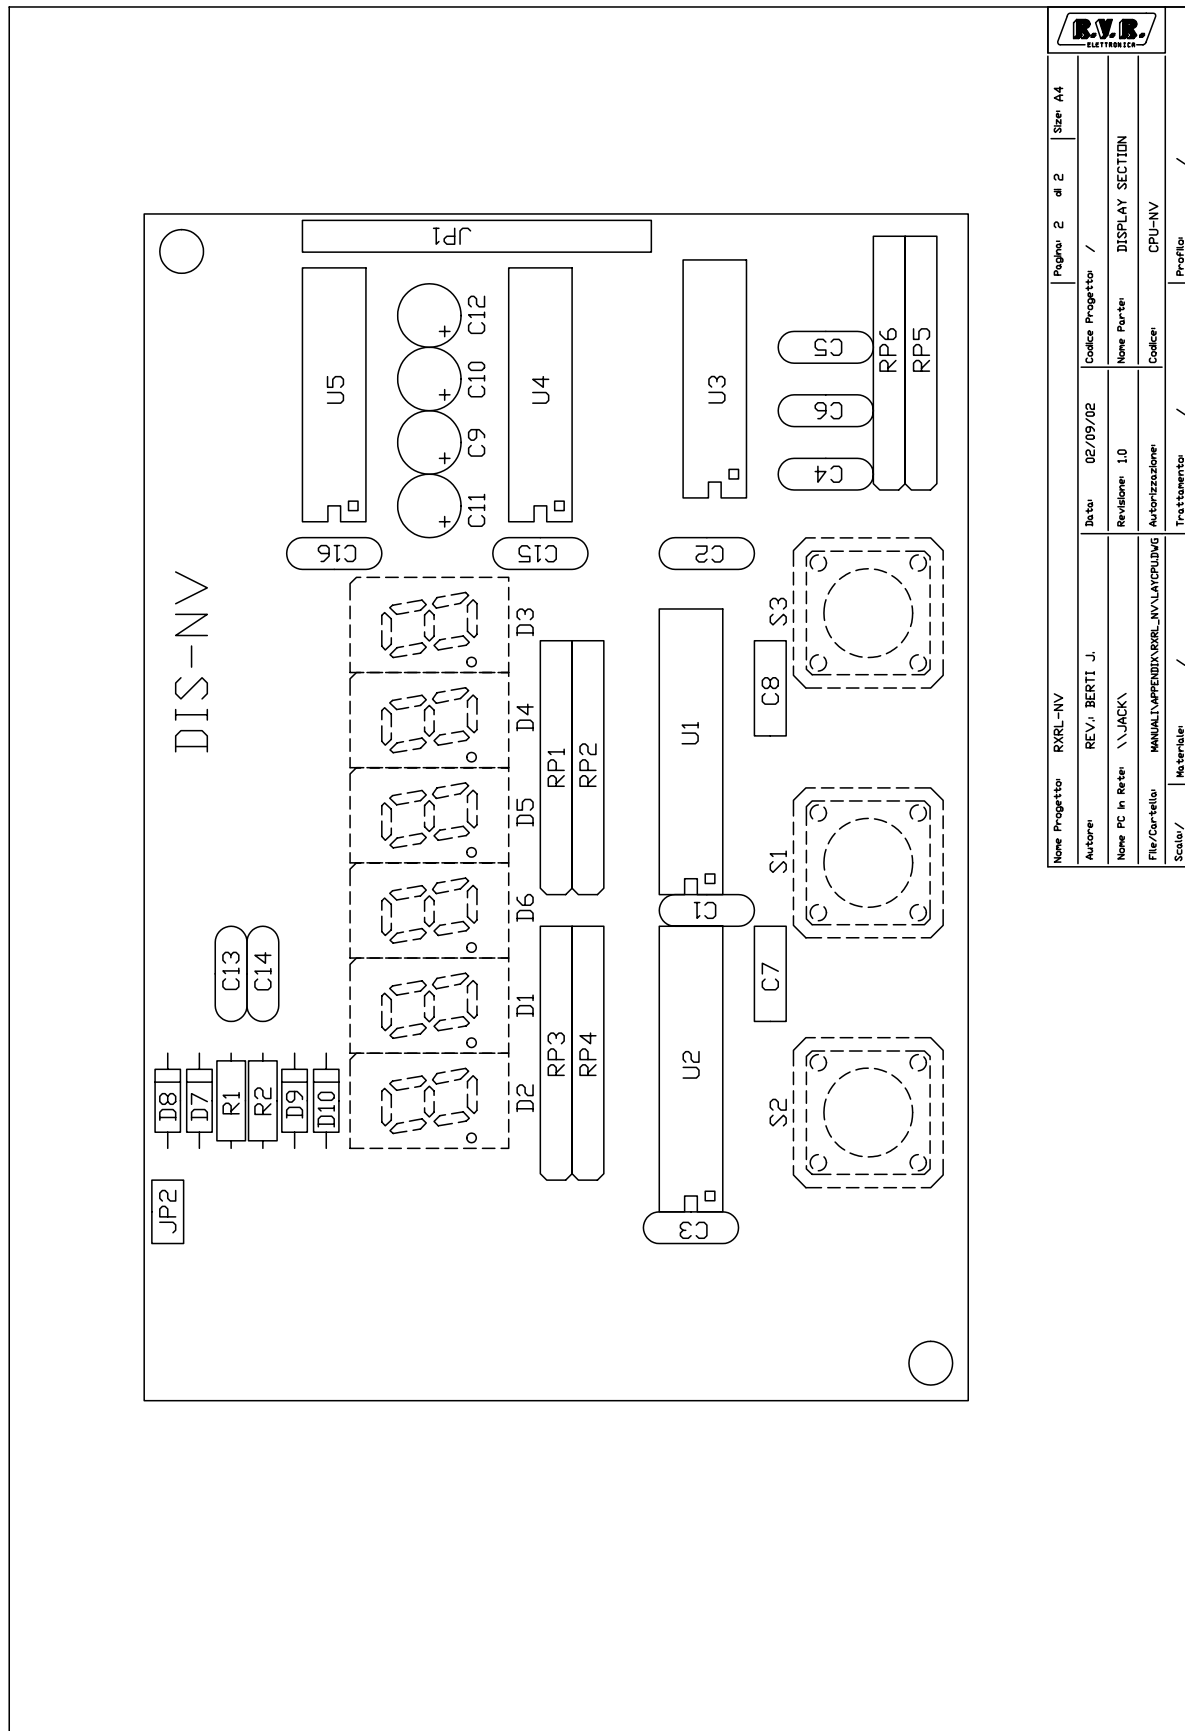 R.V.R.
ELETTRONICA
Nome Progetto: RXRL-NV
Pagina: 2 di 2
Size: A4
Autore: REV.: BERTI J.
Data: 02/09/02
Codice Progetto: /
Nome PC in Rete: \\JACK\
Revisione: 1.0
Nome Parte: DISPLAY SECTION
File/Cartella: MANUALI\APPENDIX\RXRL_NV\LAYCPU.DWG
Autorizzazione:
Codice: CPU-NV
Scala: /
Materiale: /
Trattamento: /
Profilo: /
DIS-NV
JP2
D8
D7
R1
R2
D9
D10
C13
C14
D2
D1
D6
D5
D4
D3
C16
U5
C11
C9
C10
C12
JP1
C15
U4
RP3
RP4
RP1
RP2
C3
U2
C1
U1
C2
U3
C7
C8
S2
S1
S3
C4
C6
C5
RP6
RP5